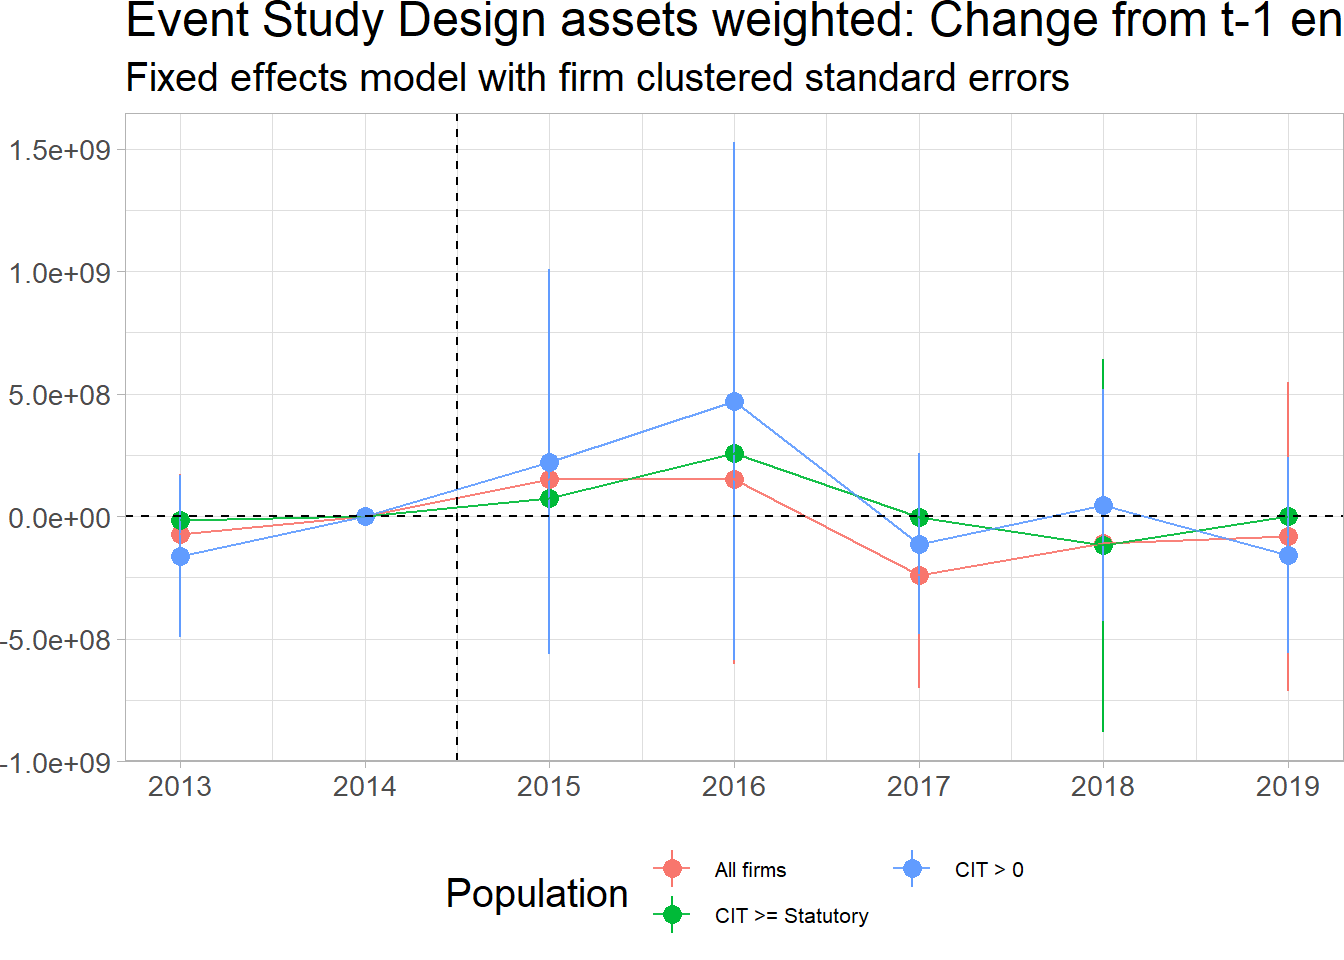 Event Study Design assets weighted: Change from t-1 en
Fixed effects model with firm clustered standard errors
1.5e+09
1.0e+09
5.0e+08
0.0e+00
-5.0e+08
-1.0e+09
2013 2014 2015 2016 2017 2018 2019
Population
All firms
CIT >= Statutory
CIT > 0